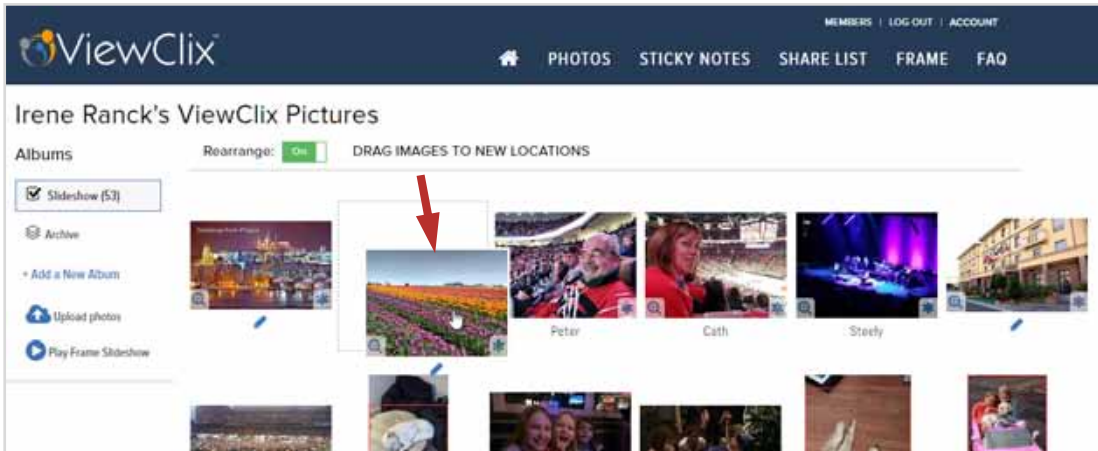 MEMBERS | LOG OUT | ACCOUNT
ViewClix
PHOTOS STICKY NOTES SHARE LIST FRAME FAQ
Irene Ranck's ViewClix Pictures
Albums
Rearrange: On DRAG IMAGES TO NEW LOCATIONS
Slideshow (53)
Archive
+ Add a New Album
Upload photos
Play Frame Slideshow
Peter
Cath
Steely